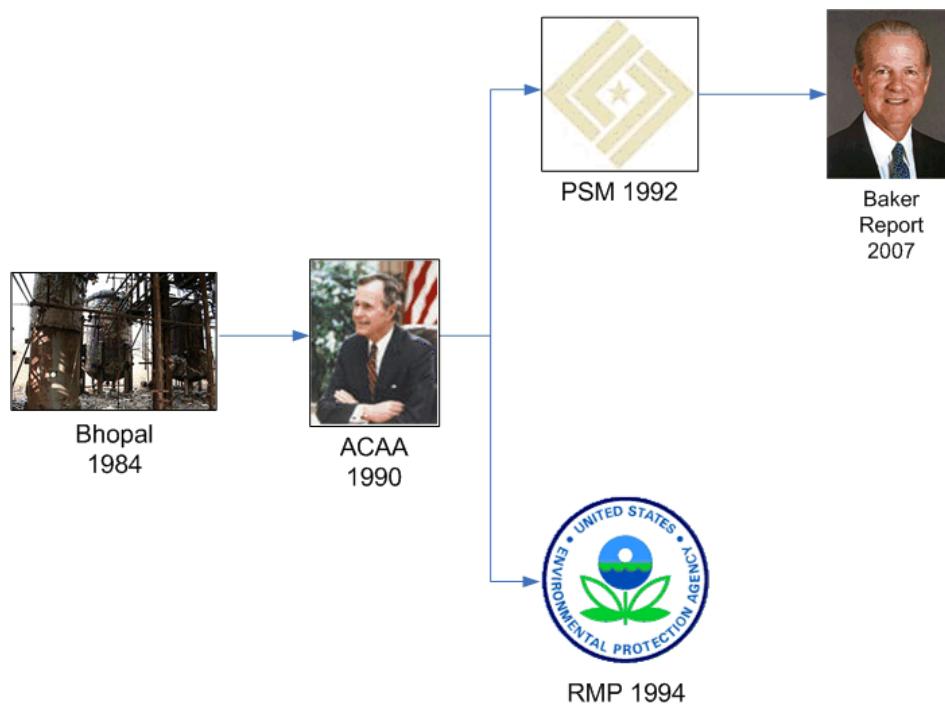 PSM 1992
Baker
Report
2007
Bhopal
1984
ACAA
1990
UNITED STATES
ENVIRONMENTAL PROTECTION AGENCY
RMP 1994